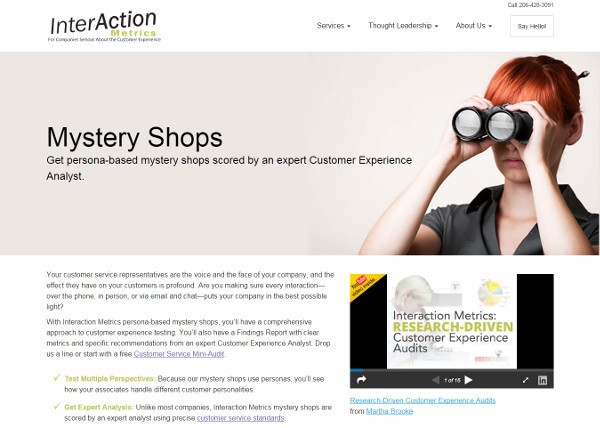 Call 206-428-3091
InterAction
Metrics
For Companies Serious About the Customer Experience
Services Thought Leadership About Us Say Hello!
Mystery Shops
Get persona-based mystery shops scored by an expert Customer Experience
Analyst.
Your customer service representatives are the voice and the face of your company, and the
effect they have on your customers is profound. Are you making sure every interaction—
over the phone, in person, or via email and chat—puts your company in the best possible
light?
With Interaction Metrics persona-based mystery shops, you'll have a comprehensive
approach to customer experience testing. You'll also have a Findings Report with clear
metrics and specific recommendations from an expert Customer Experience Analyst. Drop
us a line or start with a free Customer Service Mini-Audit.
Test Multiple Perspectives: Because our mystery shops use personas, you'll see
how your associates handle different customer personalities.
Get Expert Analysis: Unlike most companies, Interaction Metrics mystery shops are
scored by an expert analyst using precise customer service standards.
YouTube
video inside
Interaction Metrics:
RESEARCH-DRIVEN
Customer Experience
Audits
1 of 15
in
Research-Driven Customer Experience Audits
from Martha Brooke